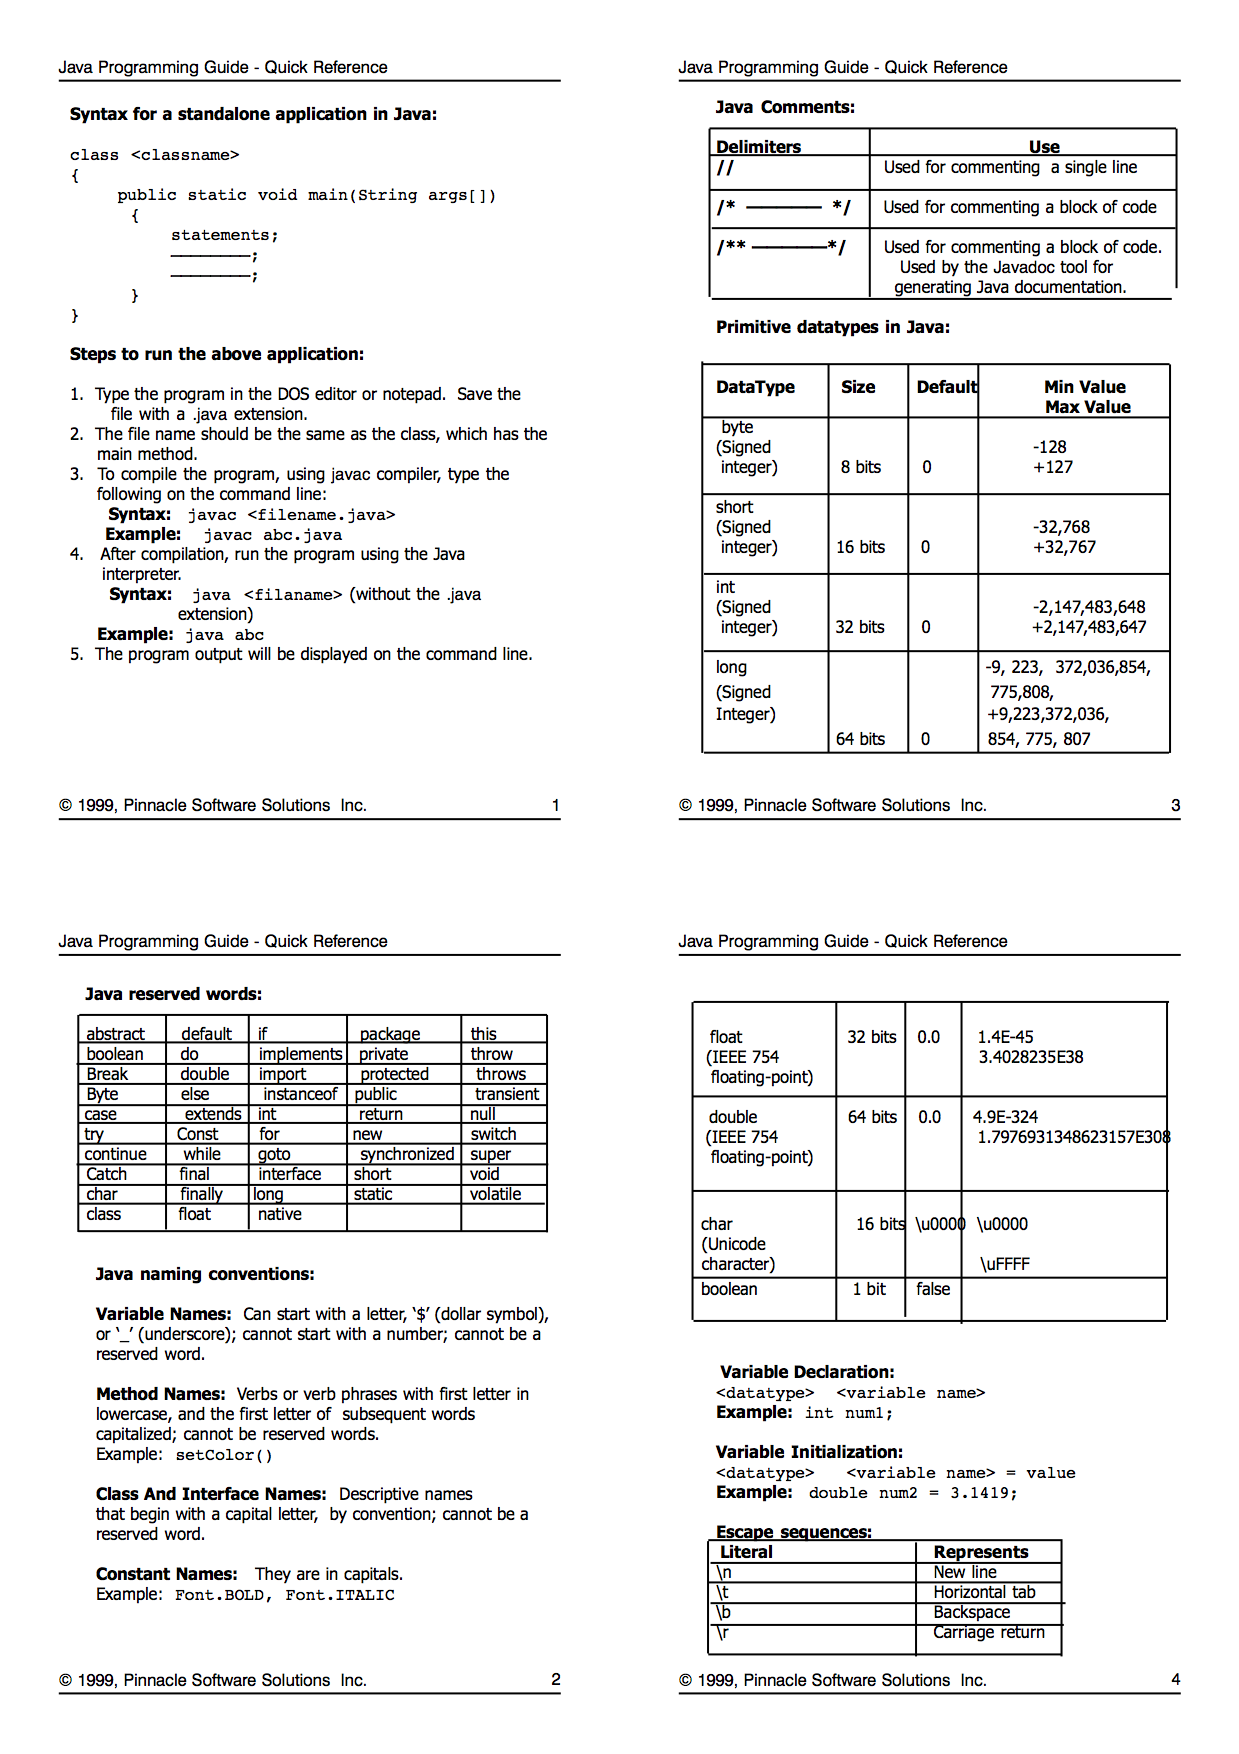 Java Programming Guide - Quick Reference
Syntax for a standalone application in Java:
class <classname>
{
public static void main(String args[])
{
statements;
————————;
————————;
}
}
Steps to run the above application:
1. Type the program in the DOS editor or notepad. Save the
file with a .java extension.
2. The file name should be the same as the class, which has the
main method.
3. To compile the program, using javac compiler, type the
following on the command line:
Syntax: javac <filename.java>
Example: javac abc.java
4. After compilation, run the program using the Java
interpreter.
Syntax: java <filaname> (without the .java
extension)
Example: java abc
5. The program output will be displayed on the command line.
© 1999, Pinnacle Software Solutions Inc. 1
Java Programming Guide - Quick Reference
Java reserved words:
abstract default if package this
boolean do implements private throw
Break double import protected throws
Byte else instanceof public transient
case extends int return null
try Const for new switch
continue while goto synchronized super
Catch final interface short void
char finally long static volatile
class float native
Java naming conventions:
Variable Names: Can start with a letter, ‘$’ (dollar symbol),
or ‘_’ (underscore); cannot start with a number; cannot be a
reserved word.
Method Names: Verbs or verb phrases with first letter in
lowercase, and the first letter of subsequent words
capitalized; cannot be reserved words.
Example: setColor()
Class And Interface Names: Descriptive names
that begin with a capital letter, by convention; cannot be a
reserved word.
Constant Names: They are in capitals.
Example: Font.BOLD, Font.ITALIC
© 1999, Pinnacle Software Solutions Inc. 2
Java Programming Guide - Quick Reference
Java Comments:
Delimiters Use
// Used for commenting a single line
/* —————— */ Used for commenting a block of code
/** ——————*/ Used for commenting a block of code.
Used by the Javadoc tool for
generating Java documentation.
Primitive datatypes in Java:
DataType Size Default Min Value
Max Value
byte
(Signed -128
integer) 8 bits 0 +127
short
(Signed -32,768
integer) 16 bits 0 +32,767
int
(Signed -2,147,483,648
integer) 32 bits 0 +2,147,483,647
long -9, 223, 372,036,854,
(Signed 775,808,
Integer) +9,223,372,036,
64 bits 0 854, 775, 807
© 1999, Pinnacle Software Solutions Inc. 3
Java Programming Guide - Quick Reference
float 32 bits 0.0 1.4E-45
(IEEE 754 3.4028235E38
floating-point)
double 64 bits 0.0 4.9E-324
(IEEE 754 1.7976931348623157E308
floating-point)
char 16 bits \u0000 \u0000
(Unicode
character) \uFFFF
boolean 1 bit false
Variable Declaration:
<datatype> <variable name>
Example: int num1;
Variable Initialization:
<datatype> <variable name> = value
Example: double num2 = 3.1419;
Escape sequences:
Literal Represents
\n New line
\t Horizontal tab
\b Backspace
\r Carriage return
© 1999, Pinnacle Software Solutions Inc. 4